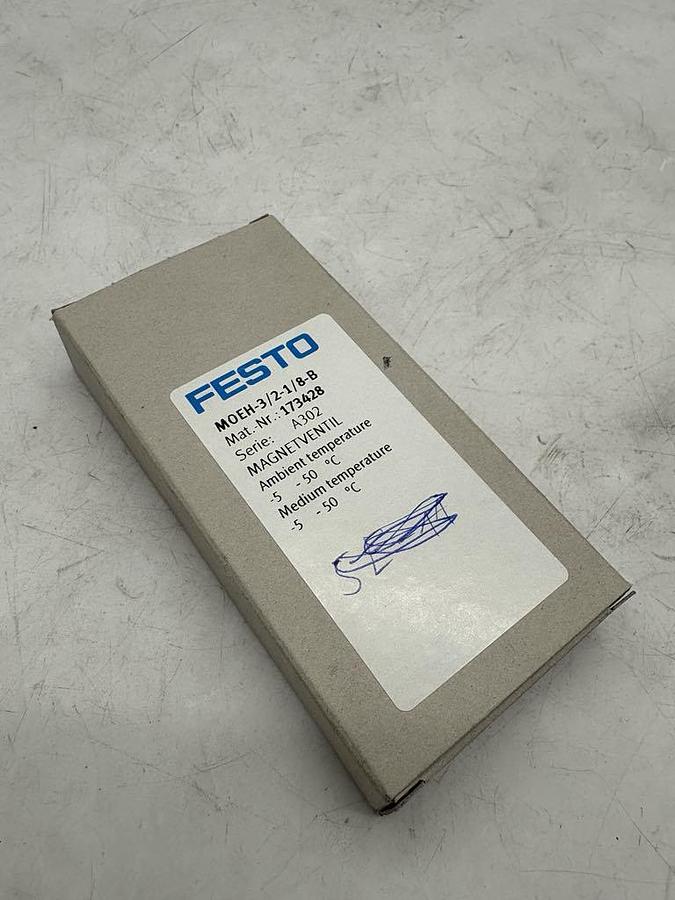 FESTO
MOEH-3/2-1/8-B
Mat.-Nr.: 173428
Serie: A302
MAGNETVENTIL
Ambient temperature
-5 - 50 °C
Medium temperature
-5 - 50 °C